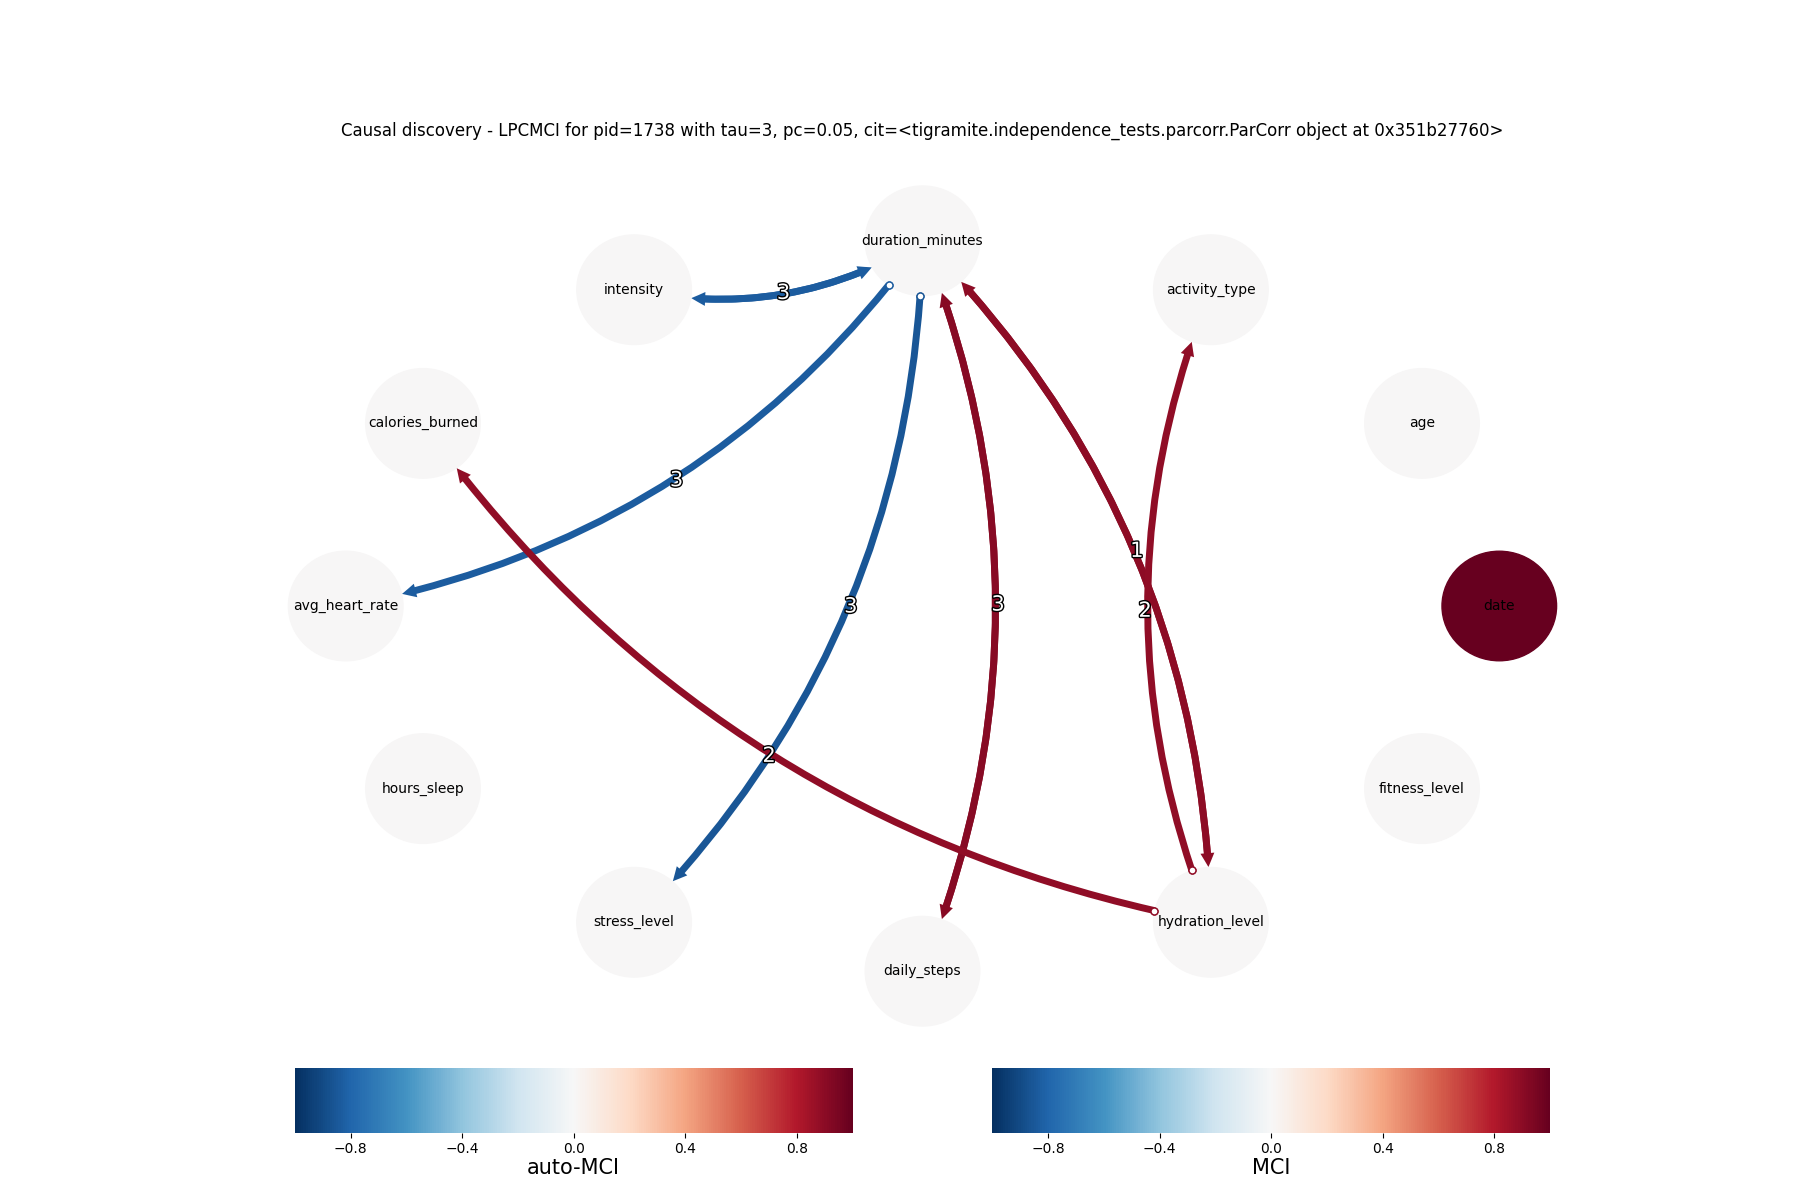 Causal discovery - LPCMCI for pid=1738 with tau=3, pc=0.05, cit=<tigramite.independence_tests.parcorr.ParCorr object at 0x351b27760>
duration_minutes
intensity
activity_type
3
calories_burned
age
3
1
avg_heart_rate
3
3
2
date
2
hours_sleep
fitness_level
stress_level
hydration_level
daily_steps
−0.8 −0.4 0.0 0.4 0.8
auto-MCI
−0.8 −0.4 0.0 0.4 0.8
MCI